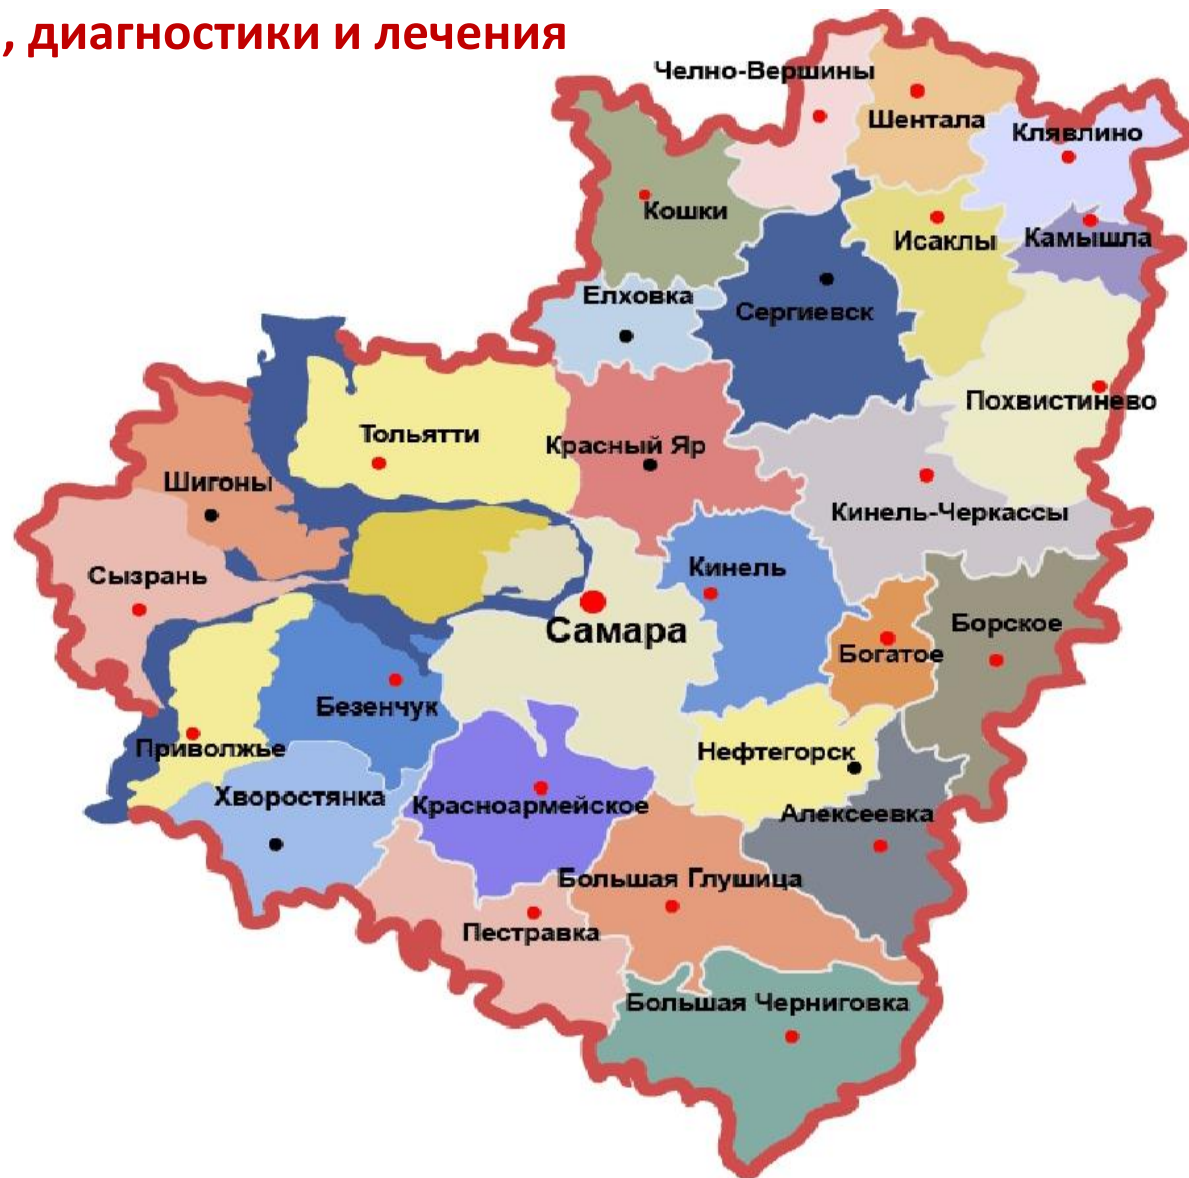 , диагностики и лечения
Челно-Вершины
Шентала
Клявлино
Кошки
Исаклы
Камышла
Елховка
Сергиевск
Похвистинево
Тольятти
Красный Яр
Шигоны
Кинель-Черкассы
Сызрань
Кинель
Самара
Борское
Богатое
Безенчук
Приволжье
Нефтегорск
Хворостянка
Красноармейское
Алексеевка
Большая Глушица
Пестравка
Большая Черниговка